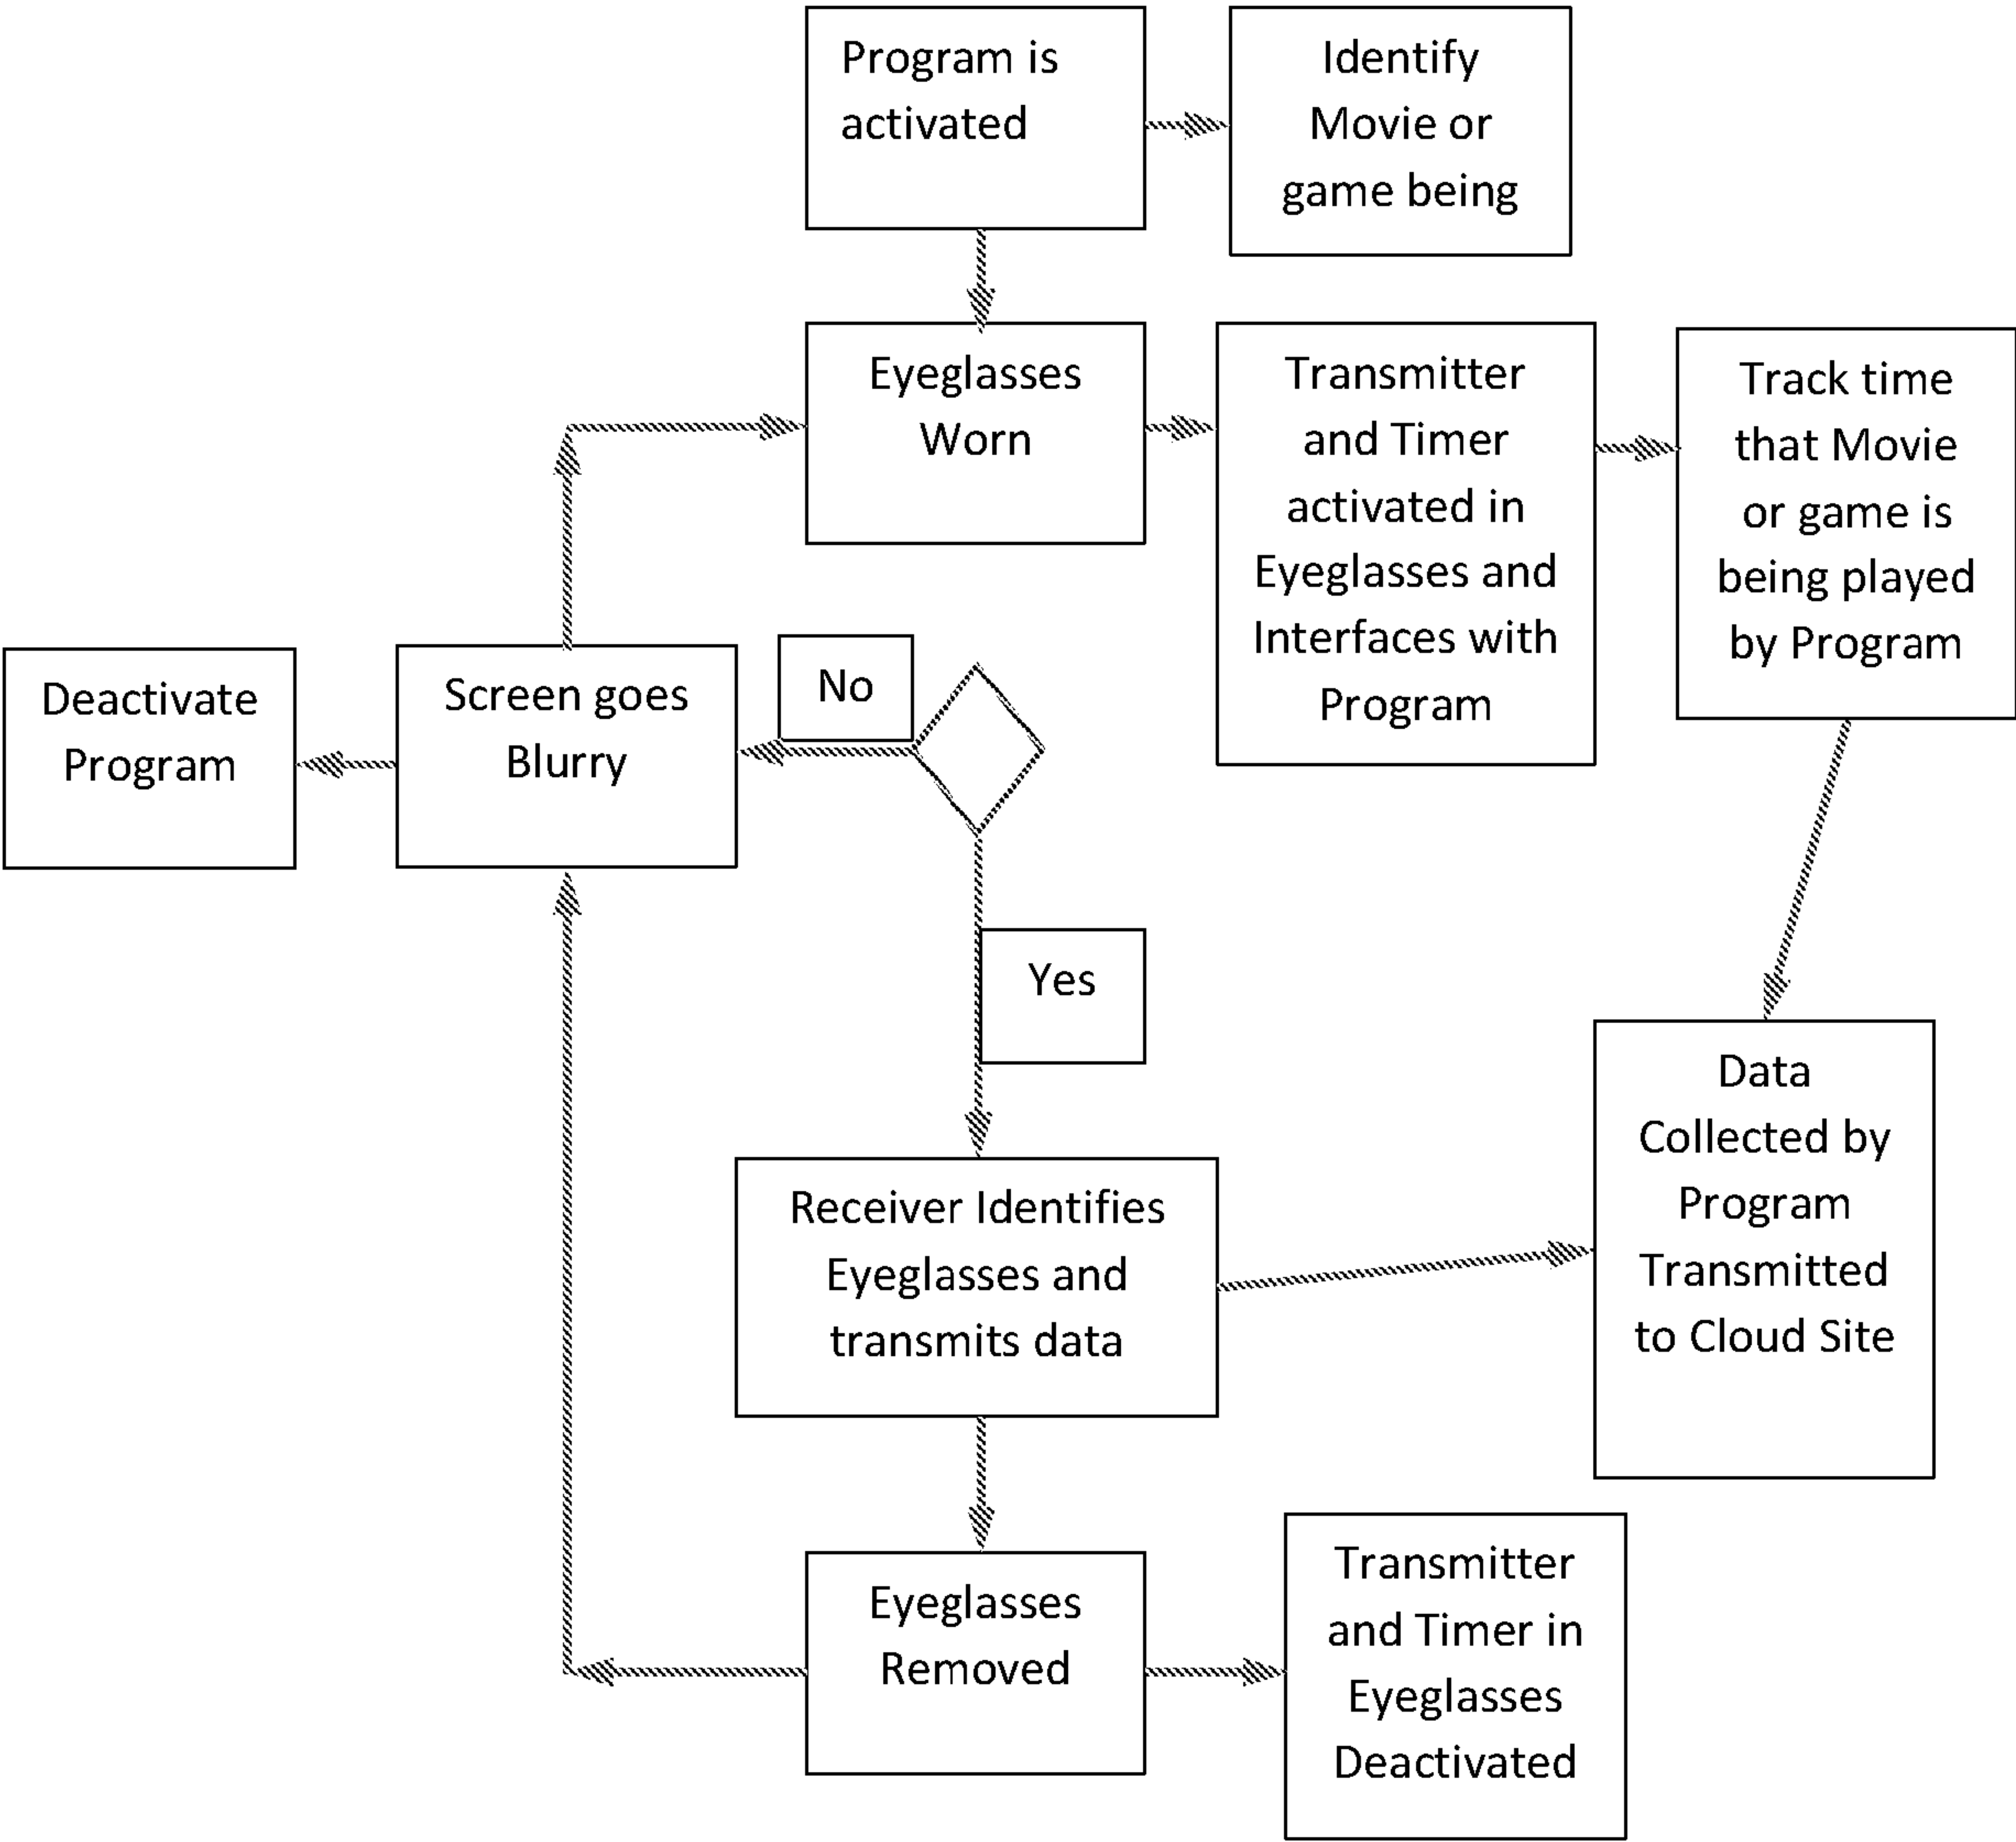 Program is
activated
Identify
Movie or
game being
Eyeglasses
Worn
Transmitter
and Timer
activated in
Eyeglasses and
Interfaces with
Program
Track time
that Movie
or game is
being played
by Program
Deactivate
Program
Screen goes
Blurry
No
Yes
Receiver Identifies
Eyeglasses and
transmits data
Data
Collected by
Program
Transmitted
to Cloud Site
Eyeglasses
Removed
Transmitter
and Timer in
Eyeglasses
Deactivated